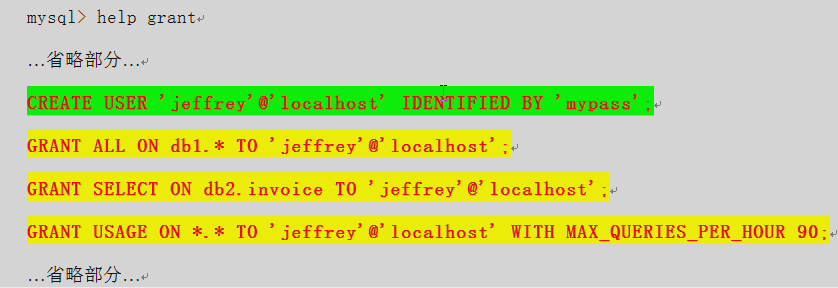 mysql> help grant
...省略部分...
CREATE USER 'jeffrey'@'localhost' IDENTIFIED BY 'mypass';
GRANT ALL ON db1.* TO 'jeffrey'@'localhost';
GRANT SELECT ON db2.invoice TO 'jeffrey'@'localhost';
GRANT USAGE ON *.* TO 'jeffrey'@'localhost' WITH MAX_QUERIES_PER_HOUR 90;
...省略部分...